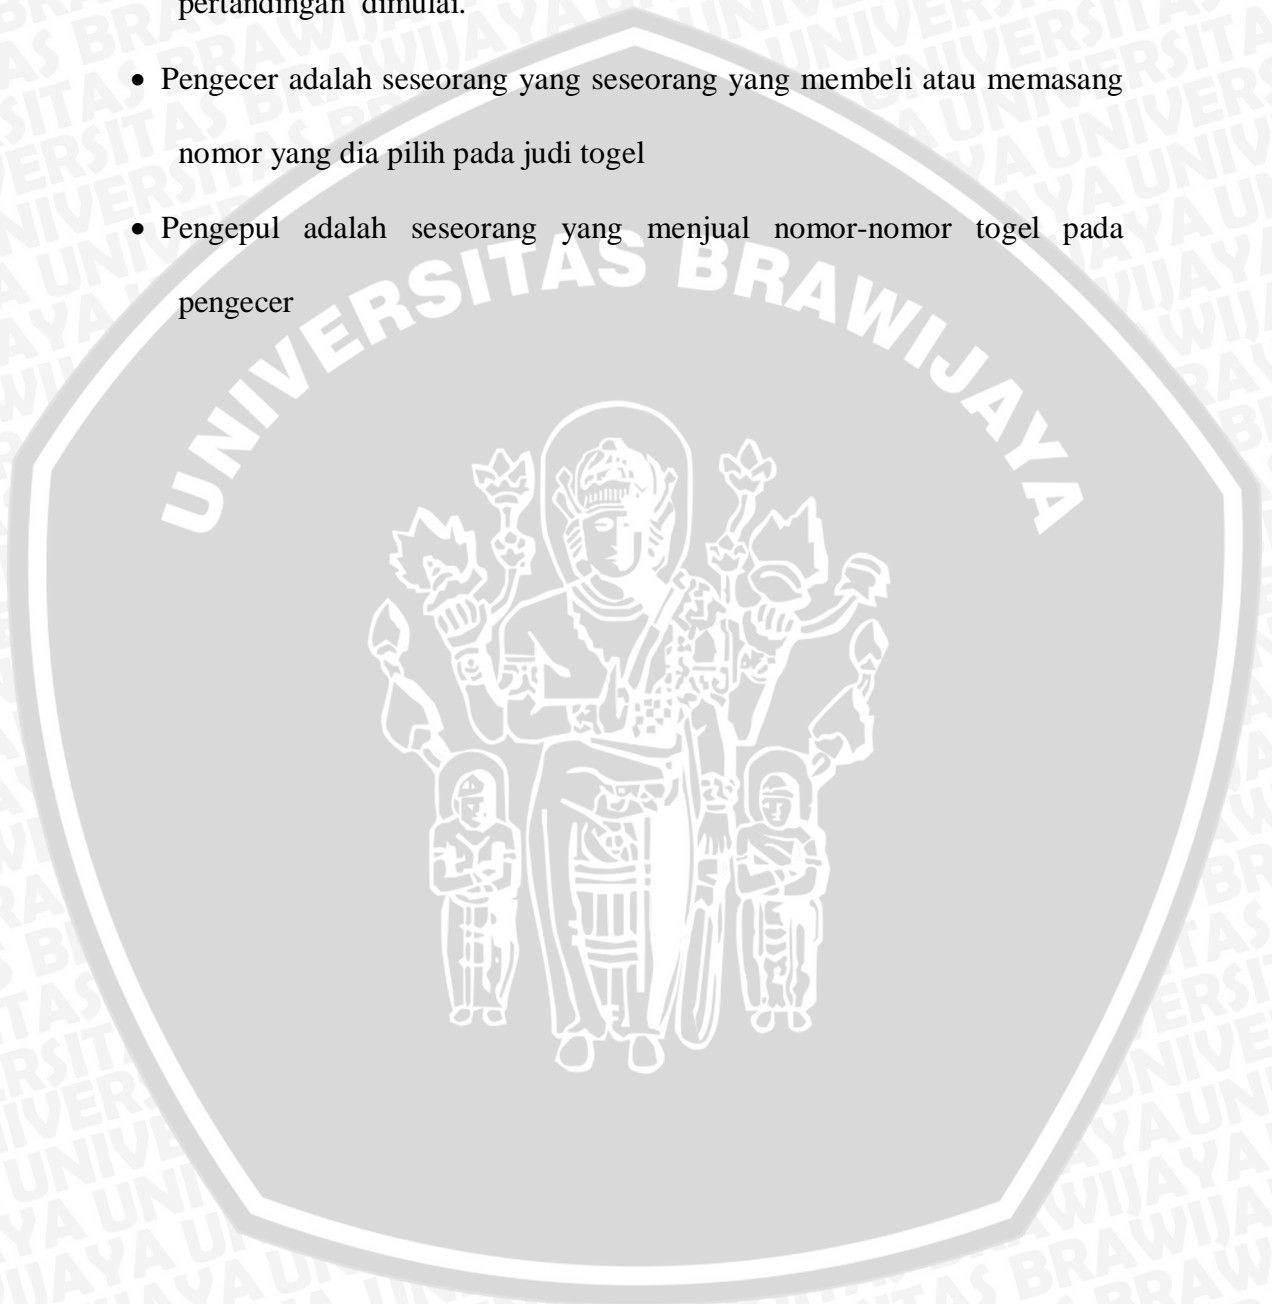 pertandingan dimulai.
• Pengecer adalah seseorang yang seseorang yang membeli atau memasang
nomor yang dia pilih pada judi togel
• Pengepul adalah seseorang yang menjual nomor-nomor togel pada
pengecer
UNIVERSITAS BRAWIJAYA